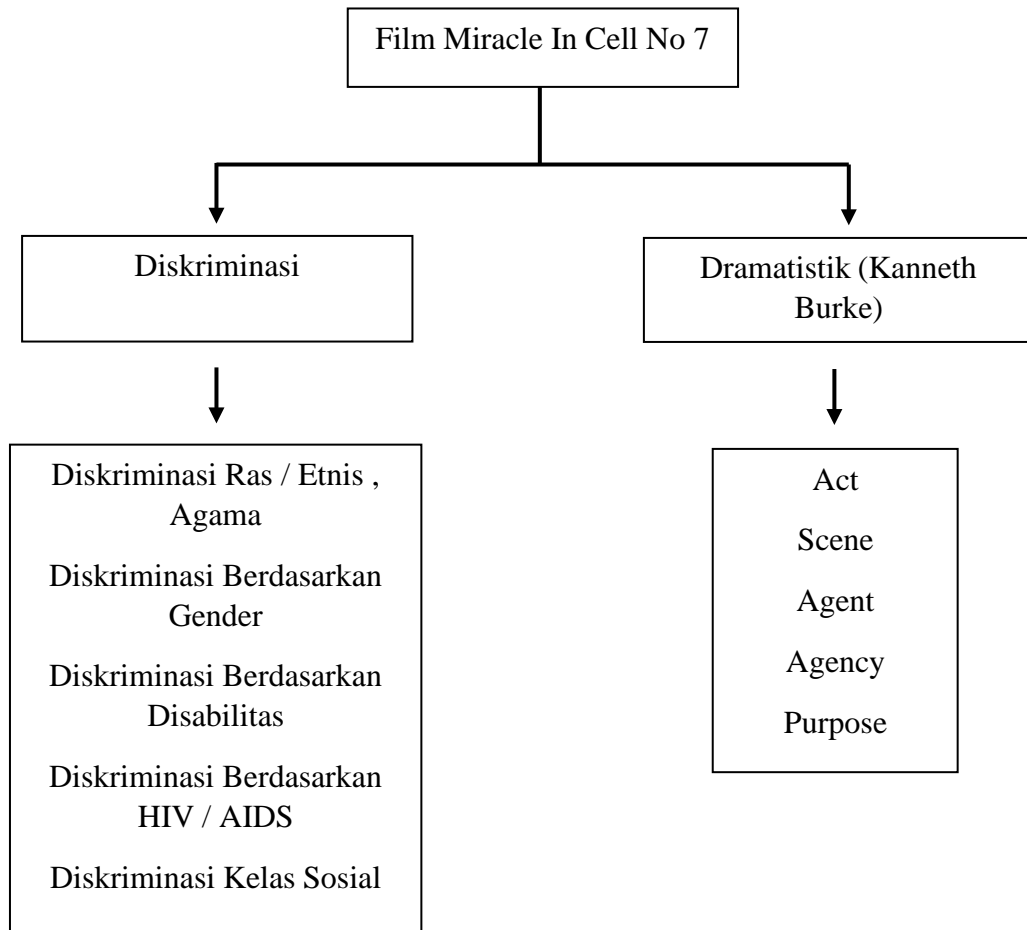 Film Miracle In Cell No 7
Diskriminasi
Dramatistik (Kanneth
Burke)
Diskriminasi Ras / Etnis ,
Agama
Diskriminasi Berdasarkan
Gender
Diskriminasi Berdasarkan
Disabilitas
Diskriminasi Berdasarkan
HIV / AIDS
Diskriminasi Kelas Sosial
Act
Scene
Agent
Agency
Purpose